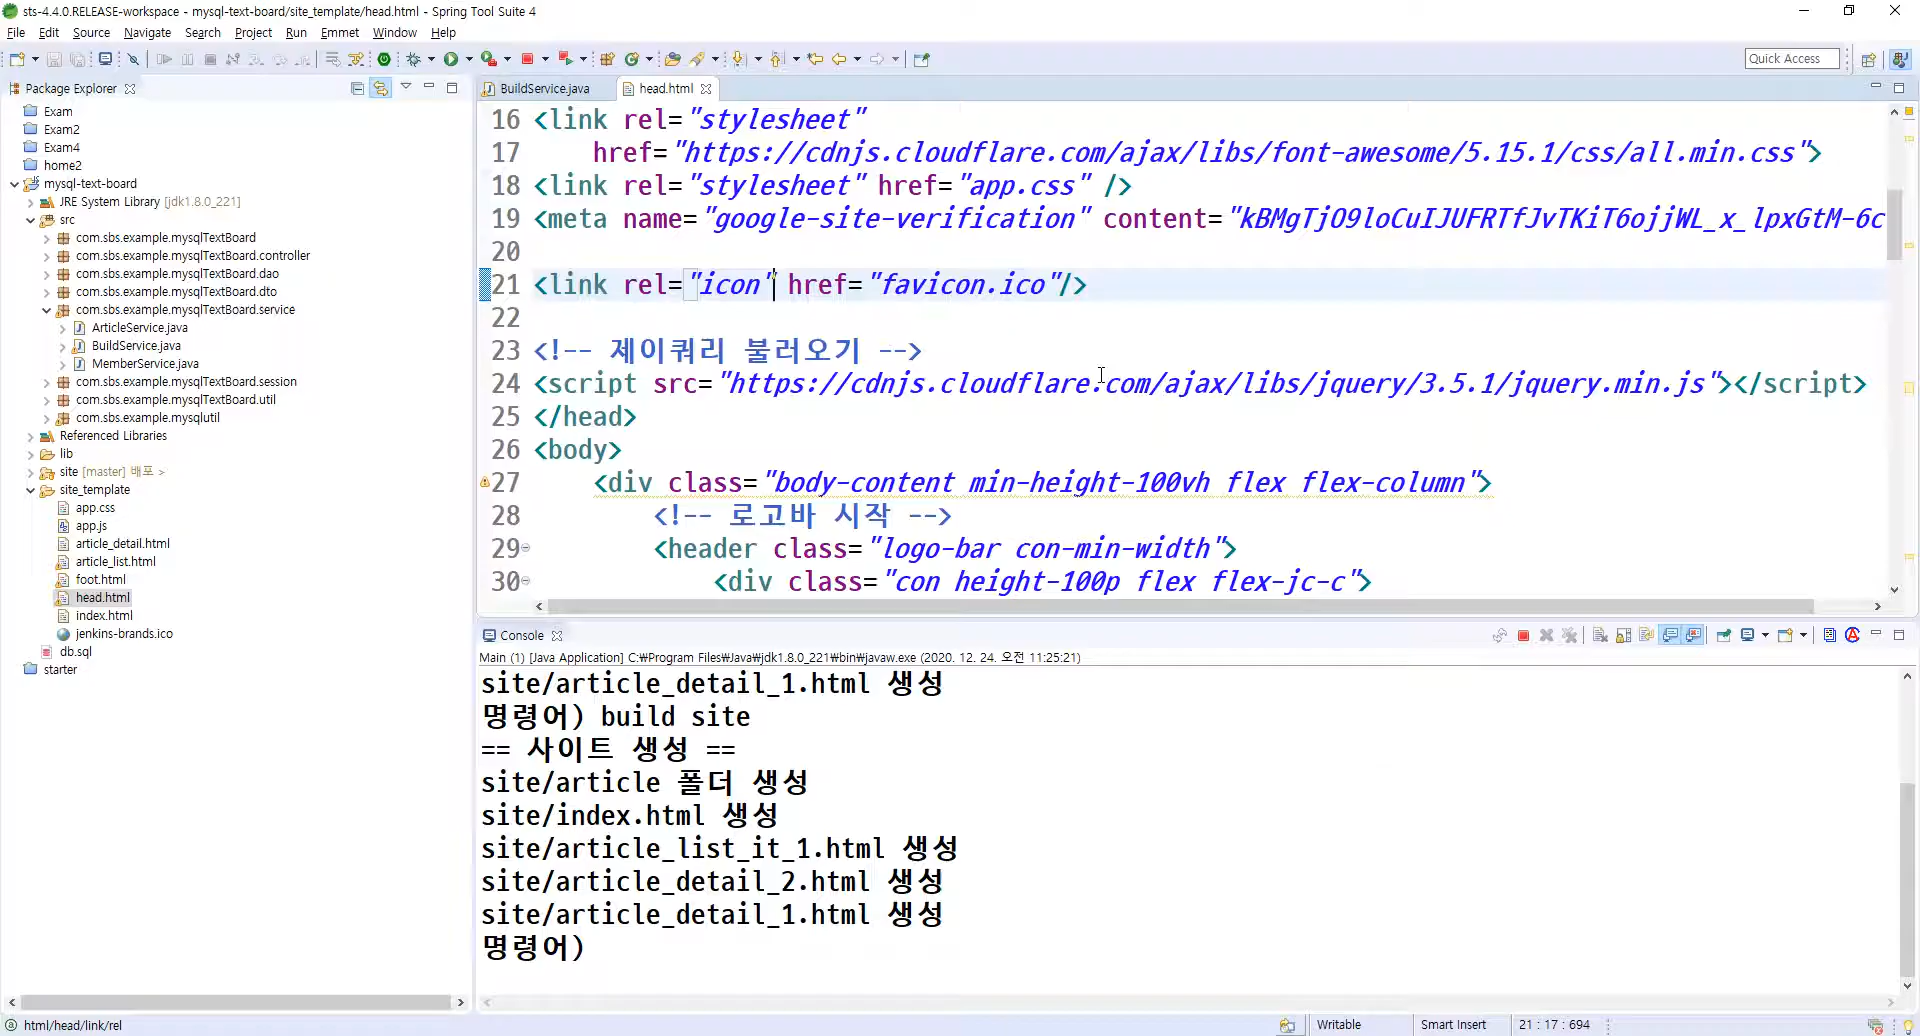 sts-4.4.0.RELEASE-workspace - mysql-text-board/site_template/head.html - Spring Tool Suite 4
File Edit Source Navigate Search Project Run Emmet Window Help
Quick Access
Package Explorer
Exam
Exam2
Exam4
home2
mysql-text-board
JRE System Library [jdk1.8.0_221]
src
com.sbs.example.mysqlTextBoard
com.sbs.example.mysqlTextBoard.controller
com.sbs.example.mysqlTextBoard.dao
com.sbs.example.mysqlTextBoard.dto
com.sbs.example.mysqlTextBoard.service
ArticleService.java
BuildService.java
MemberService.java
com.sbs.example.mysqlTextBoard.session
com.sbs.example.mysqlTextBoard.util
com.sbs.example.mysqlutil
Referenced Libraries
lib
site [master] 배포 >
site_template
app.css
app.js
article_detail.html
article_list.html
foot.html
head.html
index.html
jenkins-brands.ico
db.sql
starter
BuildService.java head.html
16 <link rel="stylesheet"
17 href="https://cdnjs.cloudflare.com/ajax/libs/font-awesome/5.15.1/css/all.min.css">
18 <link rel="stylesheet" href="app.css" />
19 <meta name="google-site-verification" content="kBMgTjO9loCuIJUFRTfJvTKiT6ojjWL_x_lpxGtM-6c
20
21 <link rel="icon" href="favicon.ico"/>
22
23 <!-- 제이쿼리 불러오기 -->
24 <script src="https://cdnjs.cloudflare.com/ajax/libs/jquery/3.5.1/jquery.min.js"></script>
25 </head>
26 <body>
27 <div class="body-content min-height-100vh flex flex-column">
28 <!-- 로고바 시작 -->
29 <header class="logo-bar con-min-width">
30 <div class="con height-100p flex flex-jc-c">
Console
Main (1) [Java Application] C:₩Program Files₩Java₩jdk1.8.0_221₩bin₩javaw.exe (2020. 12. 24. 오전 11:25:21)
site/article_detail_1.html 생성
명령어) build site
== 사이트 생성 ==
site/article 폴더 생성
site/index.html 생성
site/article_list_it_1.html 생성
site/article_detail_2.html 생성
site/article_detail_1.html 생성
명령어)
html/head/link/rel
Writable
Smart Insert
21 : 17 : 694